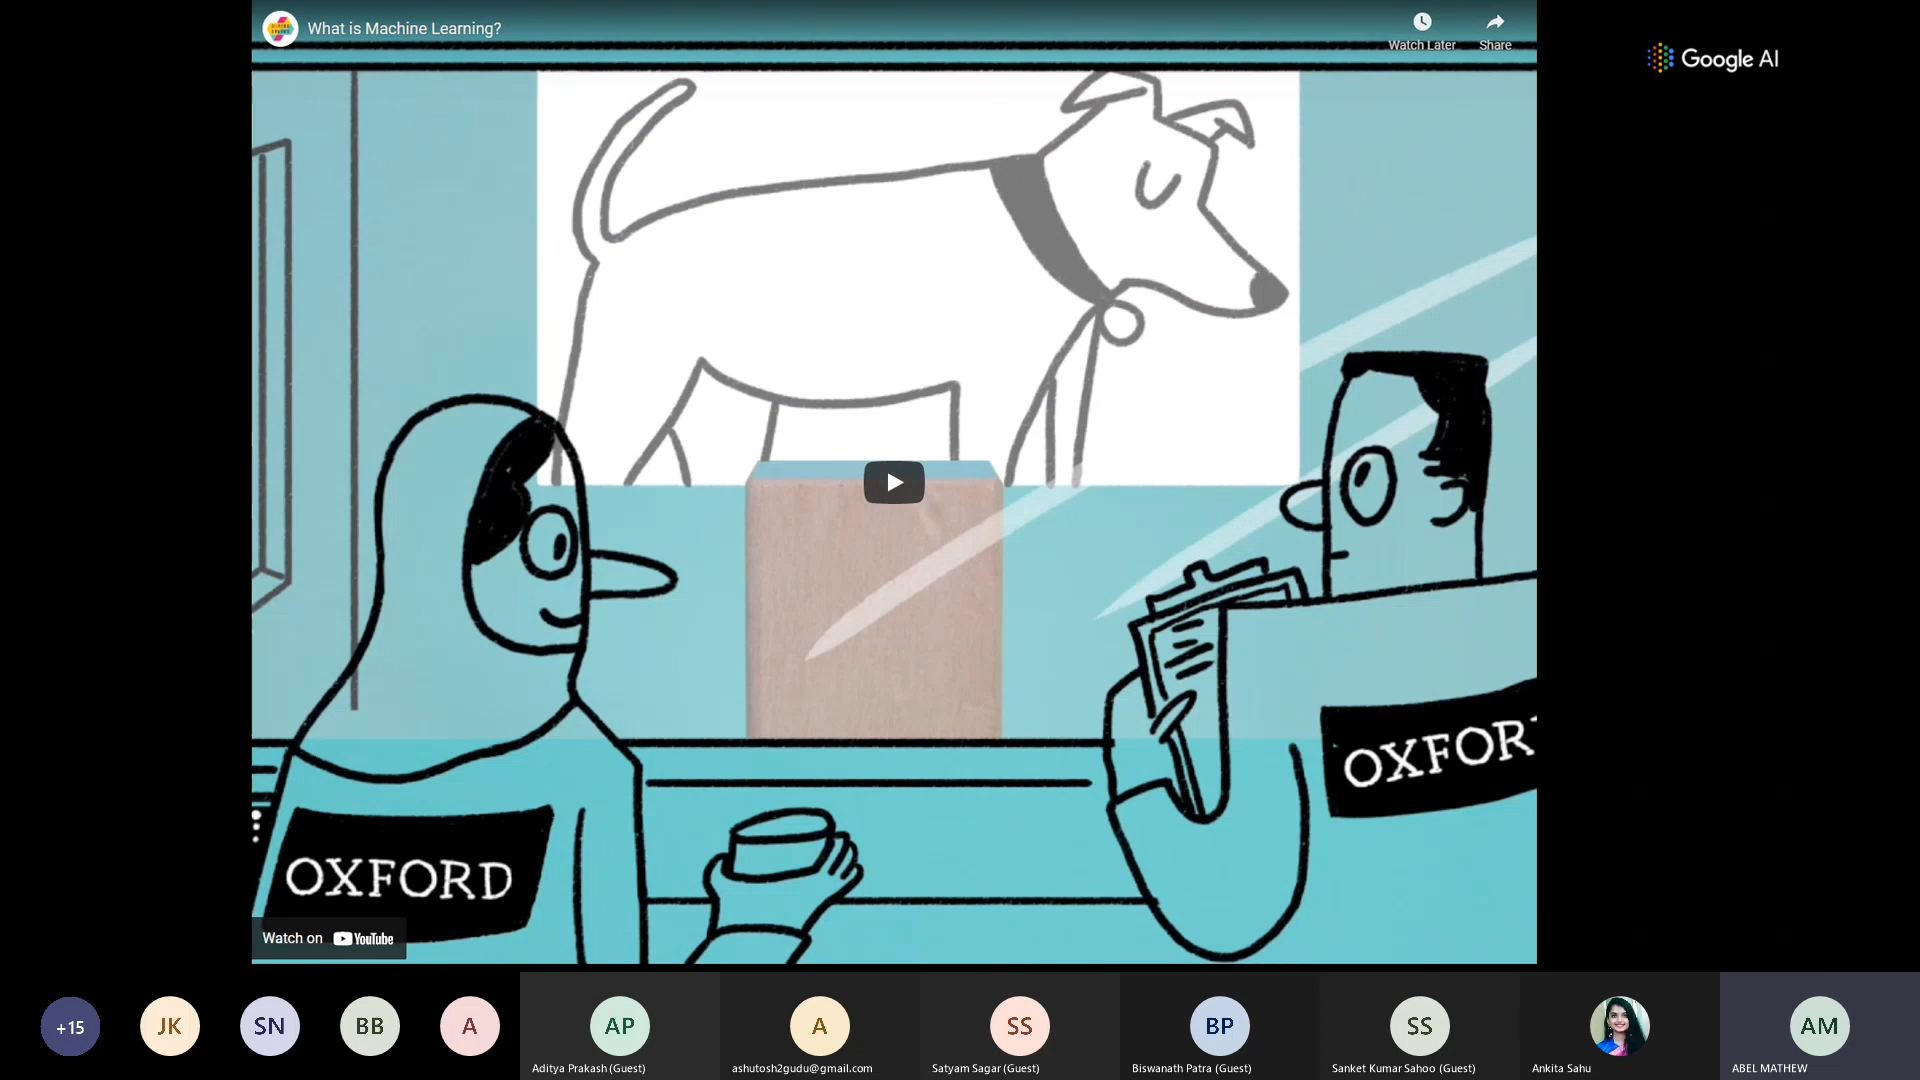 What is Machine Learning?
Watch Later
Share
Google AI
OXFORD
OXFOR
Watch on YouTube
+15
JK
SN
BB
A
AP
A
SS
BP
SS
AM
Aditya Prakash (Guest)
ashutosh2gudu@gmail.com
Satyam Sagar (Guest)
Biswanath Patra (Guest)
Sanket Kumar Sahoo (Guest)
Ankita Sahu
ABEL MATHEW